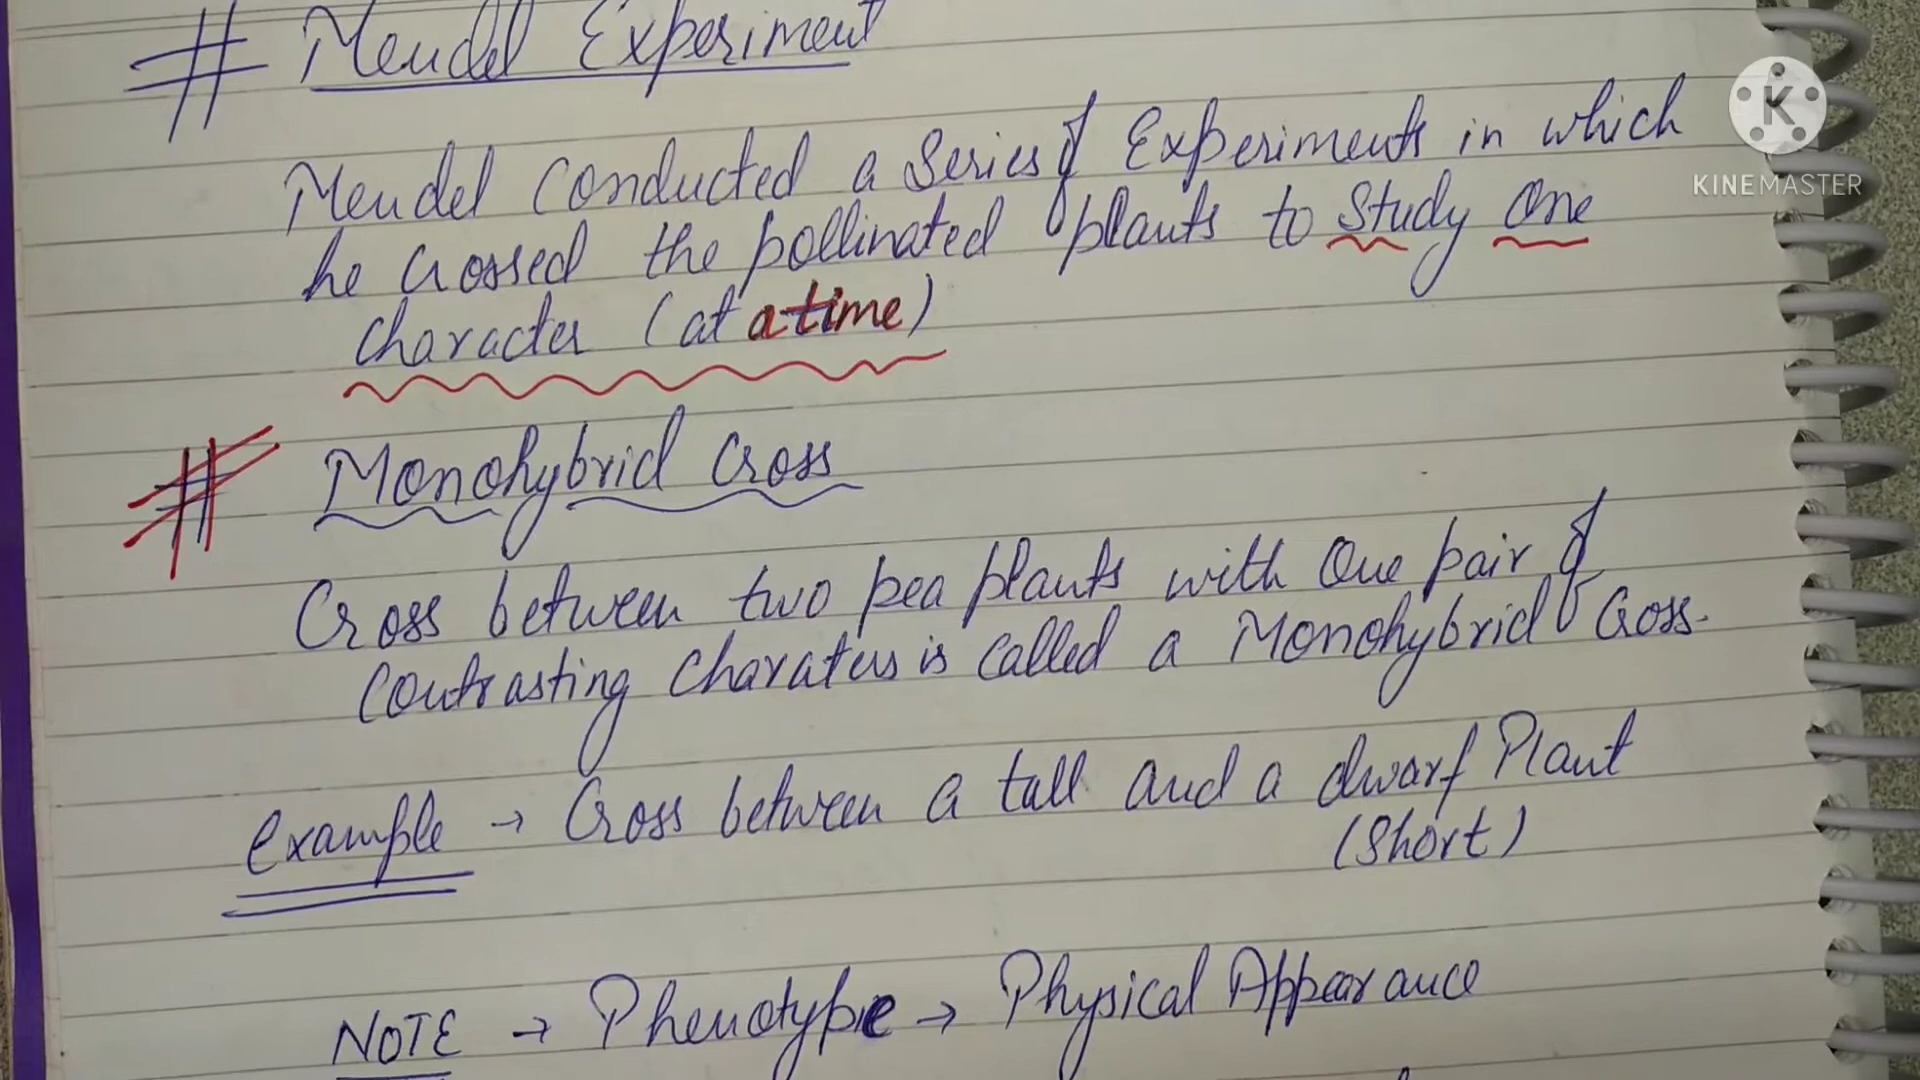 # Mendel Experiment
Mendel Conducted a Series of Experiments in which
he crossed the pollinated plants to Study One
character (at a time)
# Monohybrid Cross
Cross between two pea plants with One pair of
Contrasting Charaters is called a Monohybrid Cross.
Example → Cross between a tall and a dwarf Plant
(Short)
NOTE → Phenotype → Physical Appearance
K
KINEMASTER